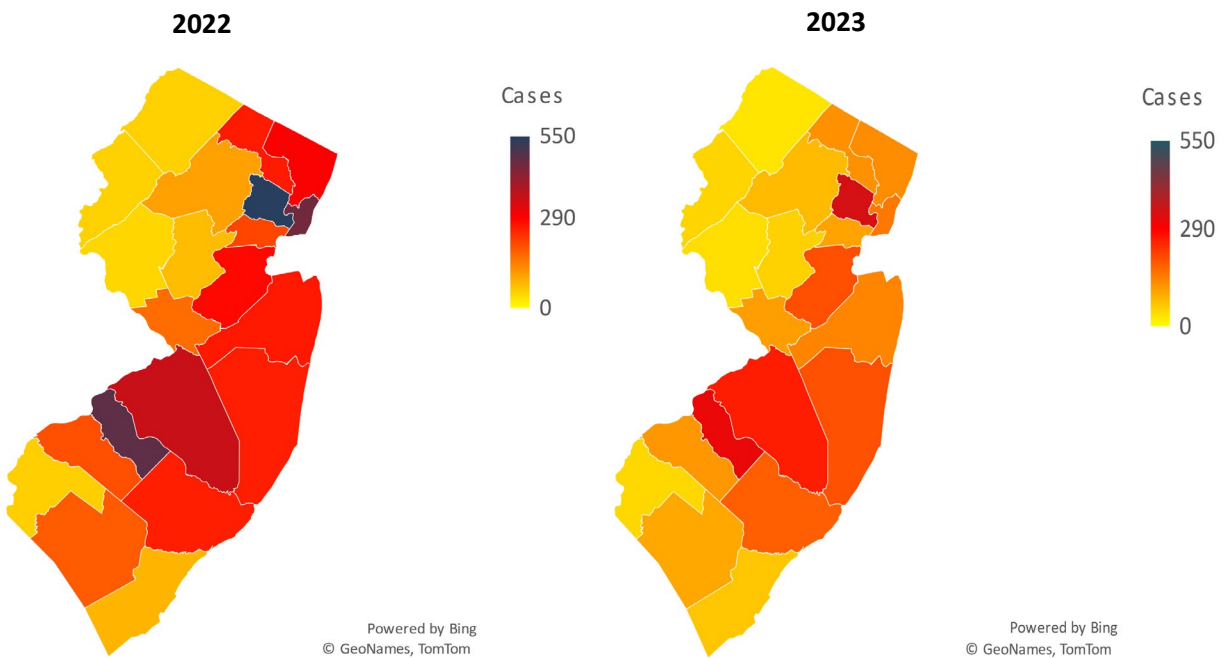 2022
Cases
550
290
0
Powered by Bing
© GeoNames, TomTom
2023
Cases
550
290
0
Powered by Bing
© GeoNames, TomTom